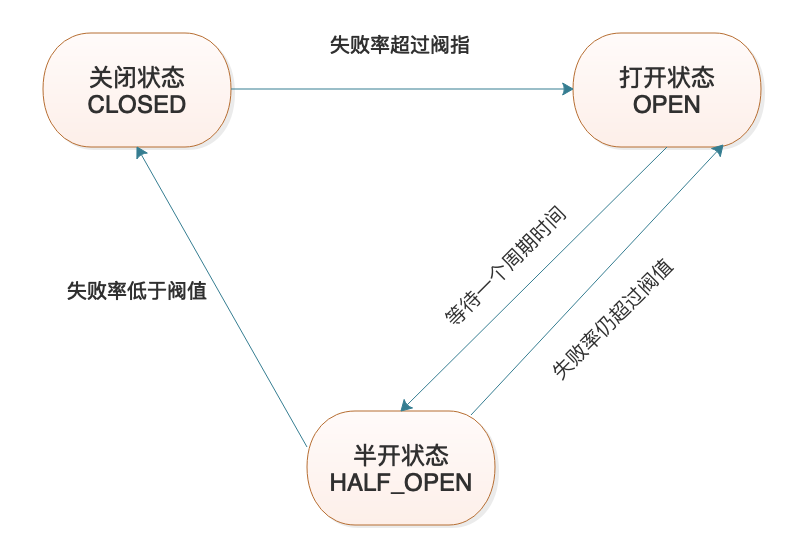 失败率超过阀指
关闭状态
CLOSED
打开状态
OPEN
等待一个周期时间
失败率仍超过阀值
失败率低于阀值
半开状态
HALF_OPEN